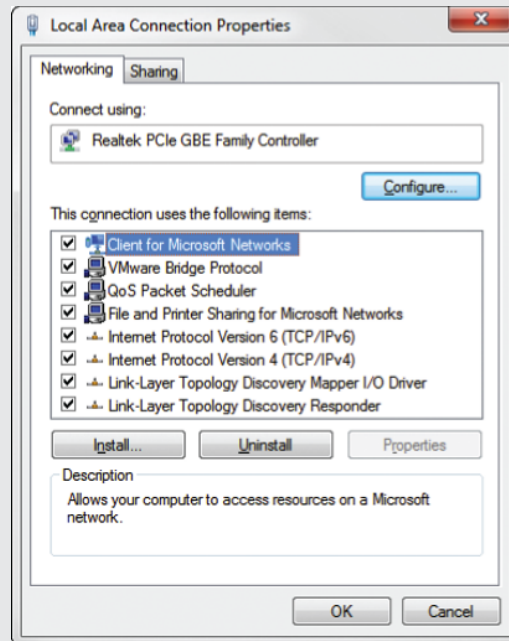 Local Area Connection Properties
Networking
Sharing
Connect using:
Realtek PCIe GBE Family Controller
Configure...
This connection uses the following items:
Client for Microsoft Networks
VMware Bridge Protocol
QoS Packet Scheduler
File and Printer Sharing for Microsoft Networks
Internet Protocol Version 6 (TCP/IPv6)
Internet Protocol Version 4 (TCP/IPv4)
Link-Layer Topology Discovery Mapper I/O Driver
Link-Layer Topology Discovery Responder
Install...
Uninstall
Properties
Description
Allows your computer to access resources on a Microsoft
network.
OK
Cancel